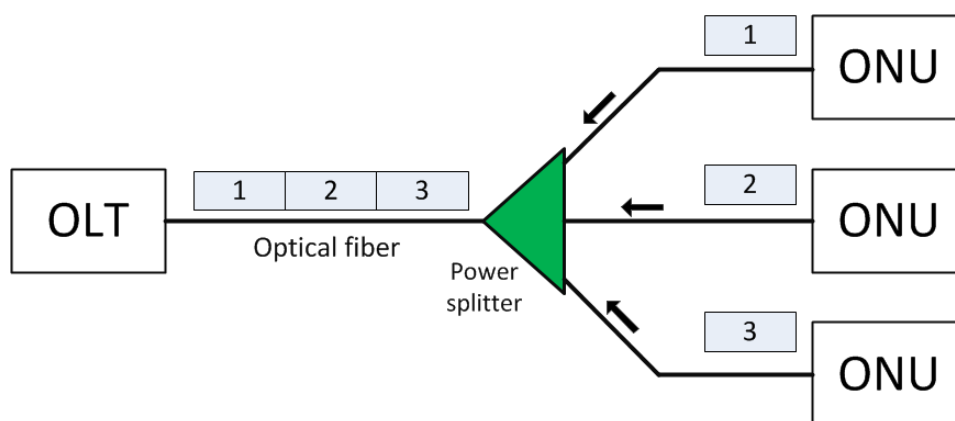 1
ONU
OLT
1 2 3
Optical fiber
Power
splitter
2
ONU
3
ONU